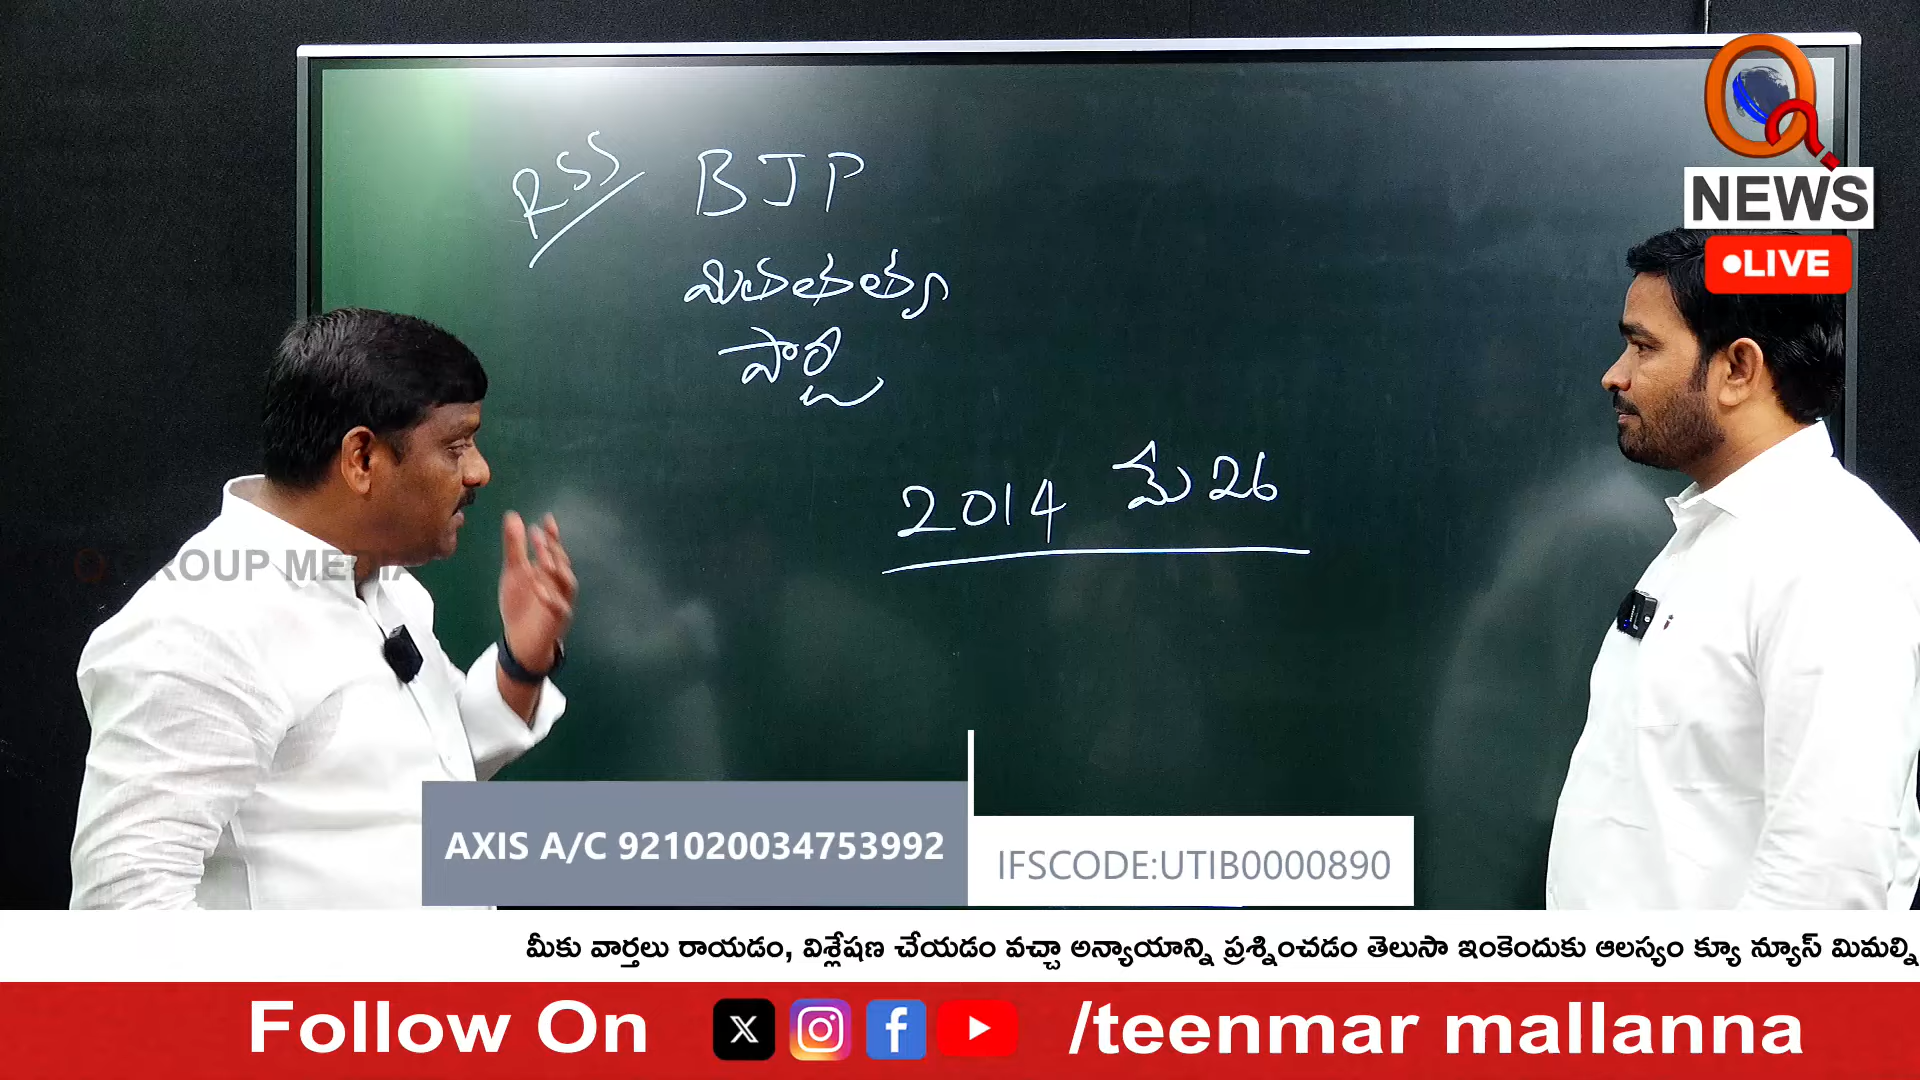 Q
NEWS
LIVE
RSS
BJP
మితతత్వ
పార్టీ
2014 మే 26
Q GROUP MEDIA
AXIS A/C 921020034753992
IFSCODE:UTIB0000890
మీకు వార్తలు రాయడం, విశ్లేషణ చేయడం వచ్చా అన్యాయాన్ని ప్రశ్నించడం తెలుసా ఇంకెందుకు ఆలస్యం క్యూ న్యూస్ మిమల్ని
Follow On /teenmar mallanna